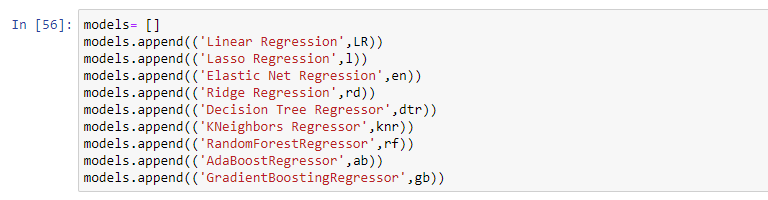 In [56]: models= []
models.append(('Linear Regression',LR))
models.append(('Lasso Regression',l))
models.append(('Elastic Net Regression',en))
models.append(('Ridge Regression',rd))
models.append(('Decision Tree Regressor',dtr))
models.append(('KNeighbors Regressor',knr))
models.append(('RandomForestRegressor',rf))
models.append(('AdaBoostRegressor',ab))
models.append(('GradientBoostingRegressor',gb))